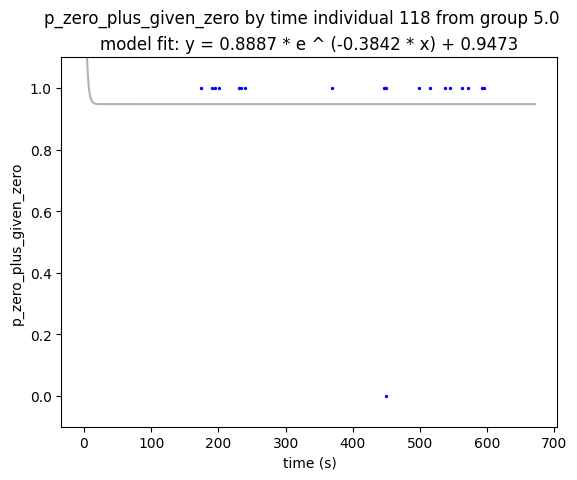 p_zero_plus_given_zero by time individual 118 from group 5.0
model fit: y = 0.8887 * e ^ (-0.3842 * x) + 0.9473
1.0
0.8
0.6
0.4
0.2
0.0
p_zero_plus_given_zero
0 100 200 300 400 500 600 700
time (s)